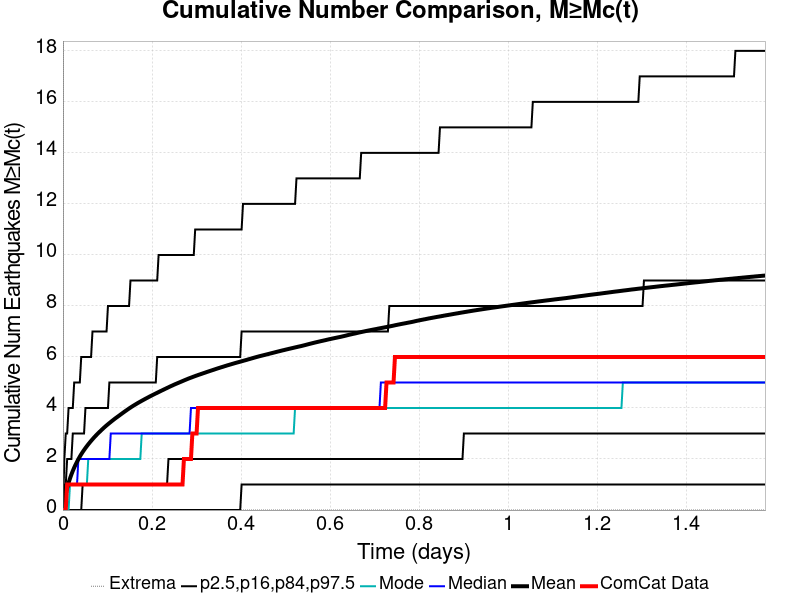 Cumulative Number Comparison, M≥Mc(t)
Cumulative Num Earthquakes M≥Mc(t)
18
16
14
12
10
8
6
4
2
0
0 0.2 0.4 0.6 0.8 1 1.2 1.4
Time (days)
Extrema p2.5,p16,p84,p97.5 Mode Median Mean ComCat Data